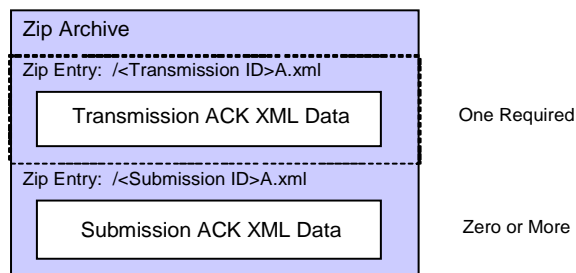 Zip Archive
Zip Entry: /<Transmission ID>A.xml
Transmission ACK XML Data
One Required
Zip Entry: /<Submission ID>A.xml
Submission ACK XML Data
Zero or More